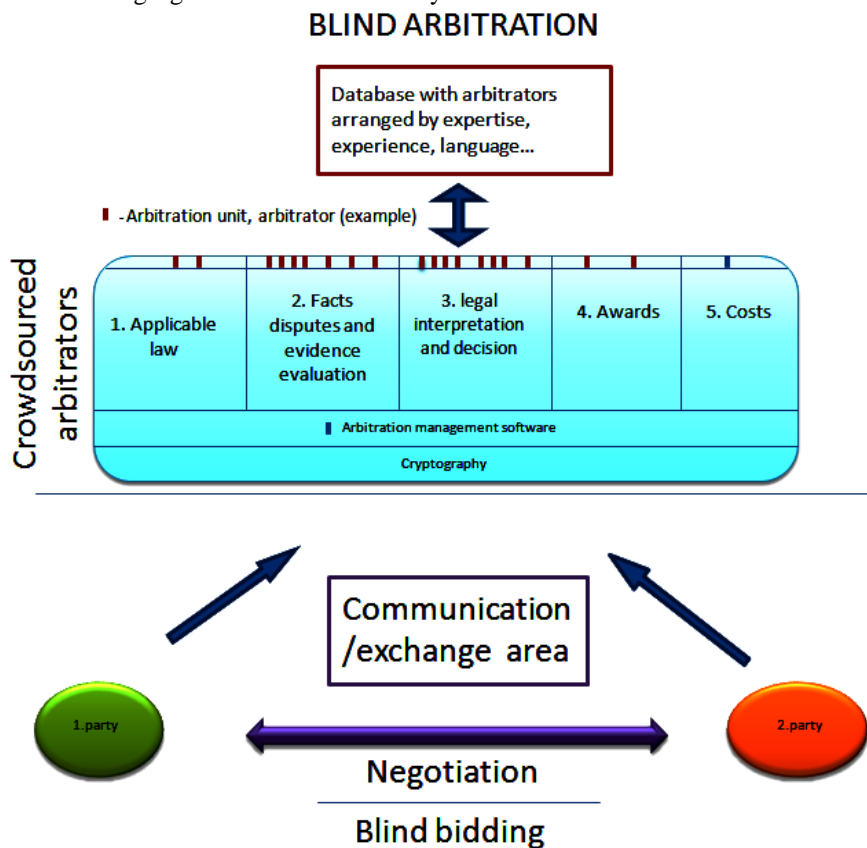 BLIND ARBITRATION
Database with arbitrators
arranged by expertise,
experience, language...
-Arbitration unit, arbitrator (example)
Crowdsourced
arbitrators
1. Applicable
law
2. Facts
disputes and
evidence
evaluation
3. legal
interpretation
and decision
4. Awards
5. Costs
Arbitration management software
Cryptography
Communication
/exchange area
1.party
2.party
Negotiation
Blind bidding